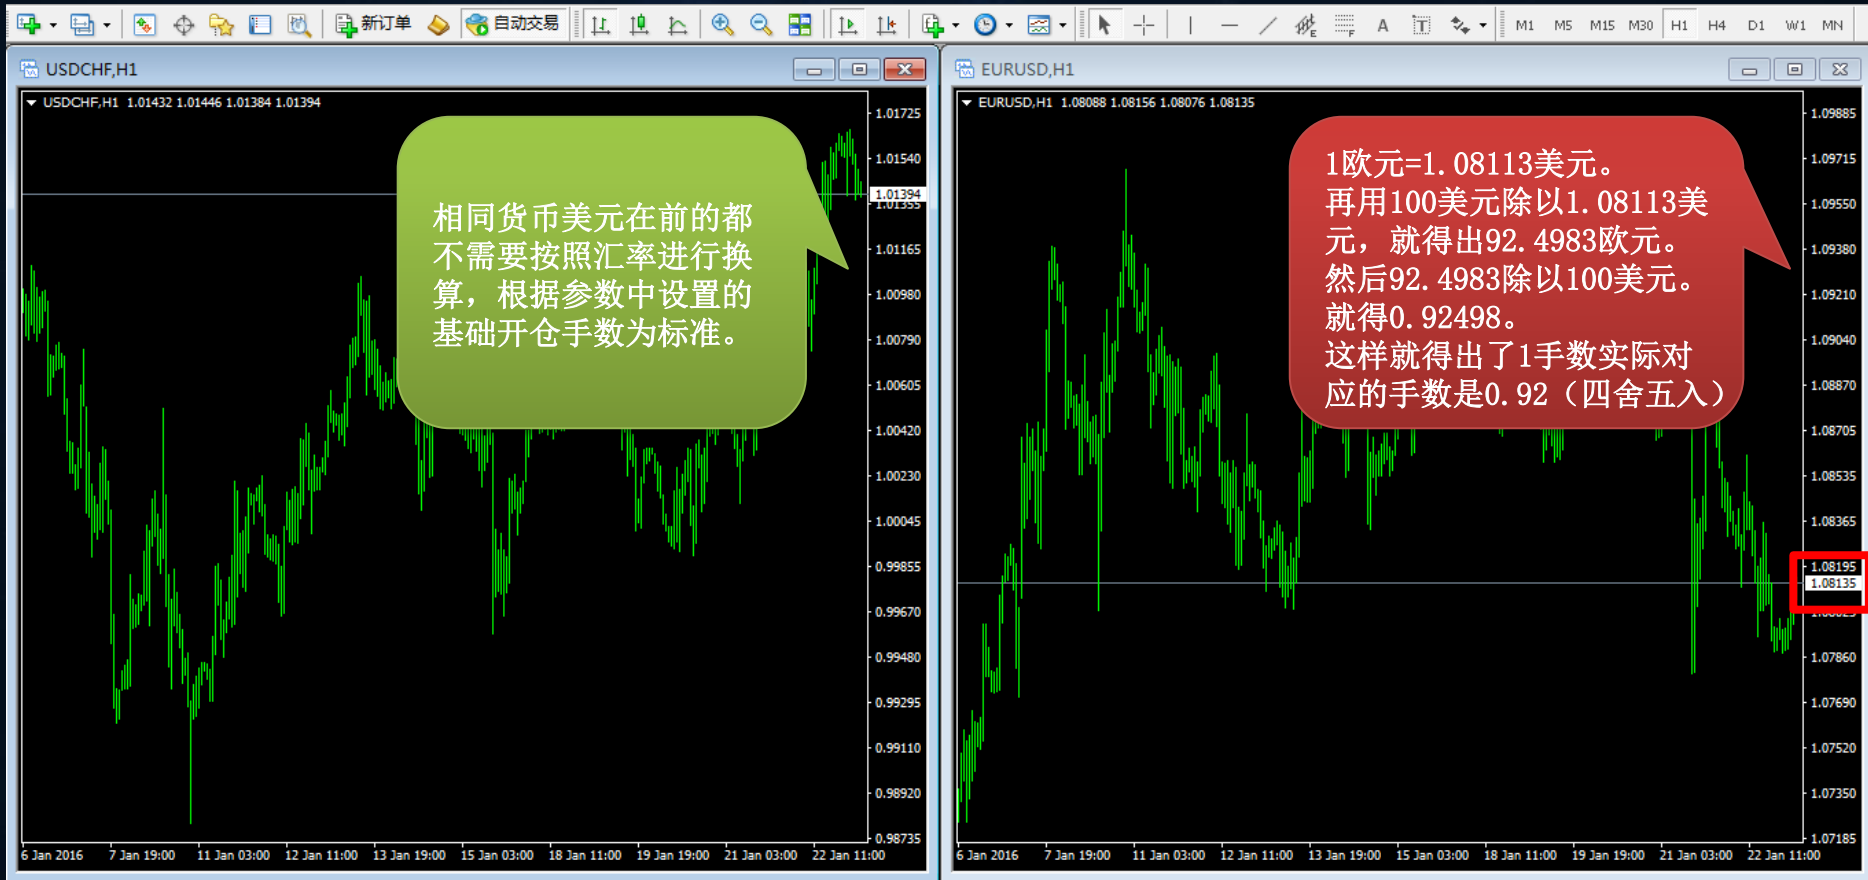 新订单 自动交易 M1 M5 M15 M30 H1 H4 D1 W1 MN
USDCHF,H1
USDCHF,H1 1.01432 1.01446 1.01384 1.01394
相同货币美元在前的都
不需要按照汇率进行换
算，根据参数中设置的
基础开仓手数为标准。
1.01725
1.01540
1.01394
1.01355
1.01165
1.00980
1.00790
1.00605
1.00420
1.00230
1.00045
0.99855
0.99670
0.99480
0.99295
0.99110
0.98920
0.98735
6 Jan 2016 7 Jan 19:00 11 Jan 03:00 12 Jan 11:00 13 Jan 19:00 15 Jan 03:00 18 Jan 11:00 19 Jan 19:00 21 Jan 03:00 22 Jan 11:00
EURUSD,H1
EURUSD,H1 1.08088 1.08156 1.08076 1.08135
1欧元=1.08113美元。
再用100美元除以1.08113美
元，就得出92.4983欧元。
然后92.4983除以100美元。
就得0.92498。
这样就得出了1手数实际对
应的手数是0.92（四舍五入）
1.09885
1.09715
1.09550
1.09380
1.09210
1.09040
1.08870
1.08705
1.08535
1.08365
1.08195
1.08135
1.07860
1.07690
1.07520
1.07350
1.07185
6 Jan 2016 7 Jan 19:00 11 Jan 03:00 12 Jan 11:00 13 Jan 19:00 15 Jan 03:00 18 Jan 11:00 19 Jan 19:00 21 Jan 03:00 22 Jan 11:00